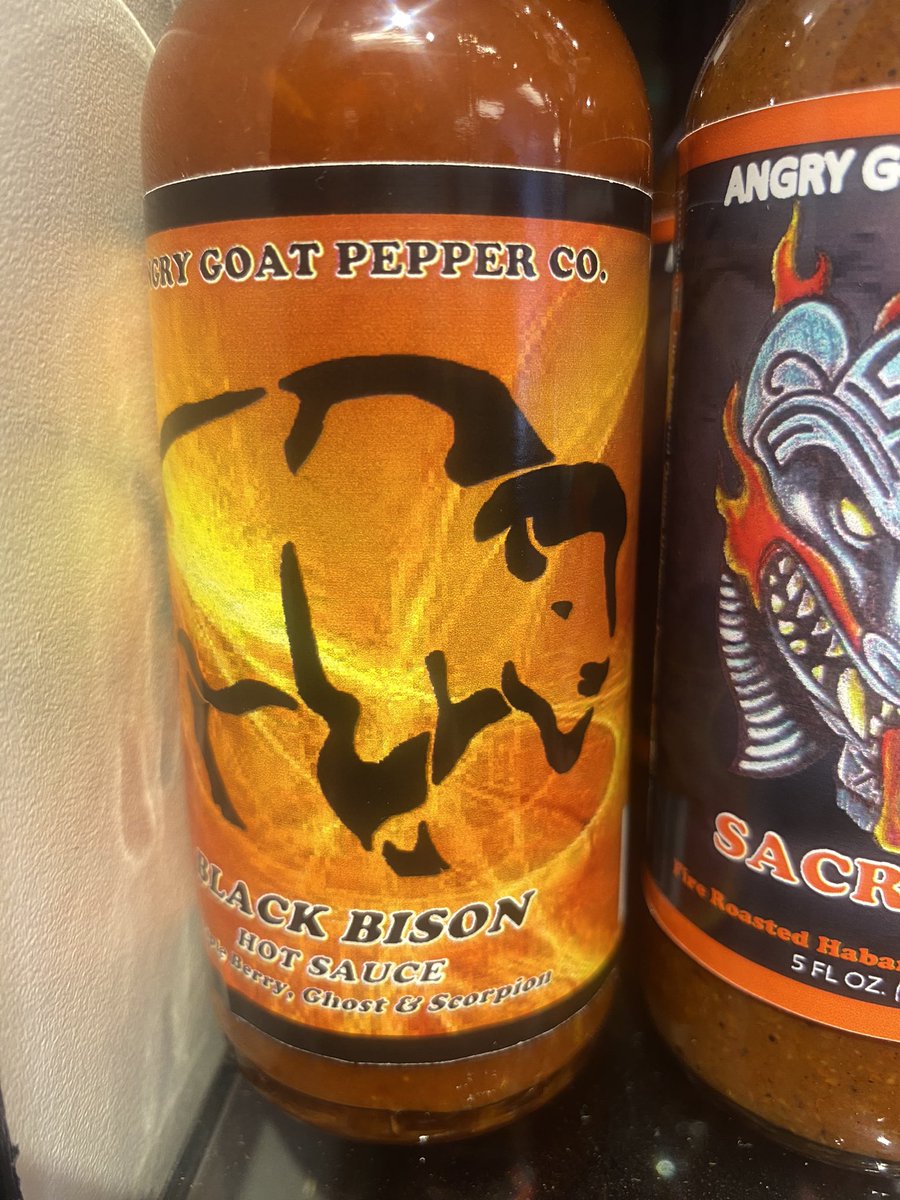 GRY GOAT PEPPER CO.
BLACK BISON
HOT SAUCE
Berry, Ghost & Scorpion
ANGRY G
SACR
Fire Roasted Haba
5 FL OZ. (